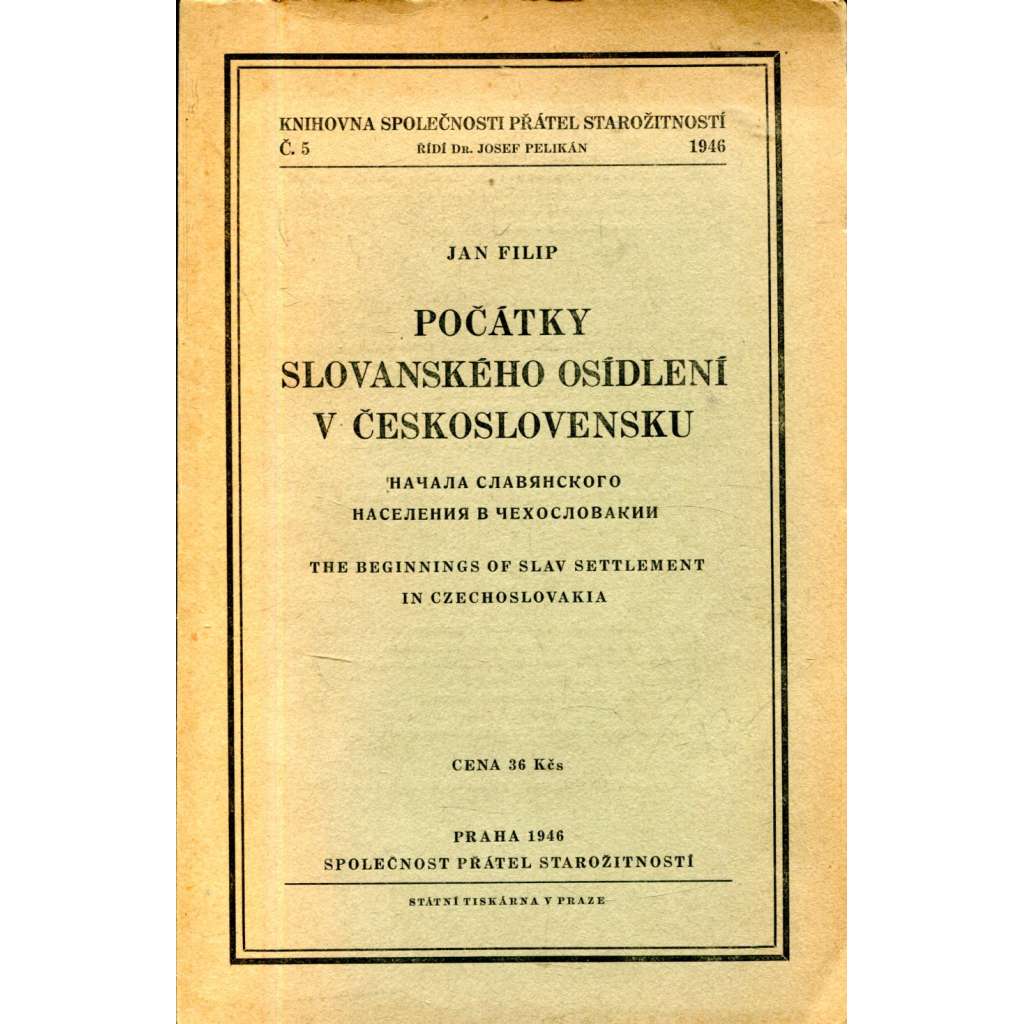 KNIHOVNA SPOLEČNOSTI PŘÁTEL STAROŽITNOSTÍ
Č. 5 ŘÍDÍ DR. JOSEF PELIKÁN 1946
JAN FILIP
POČÁTKY
SLOVANSKÉHO OSÍDLENÍ
V ČESKOSLOVENSKU
НАЧАЛА СЛАВЯНСКОГО
НАСЕЛЕНИЯ В ЧЕХОСЛОВАКИИ
THE BEGINNINGS OF SLAV SETTLEMENT
IN CZECHOSLOVAKIA
CENA 36 Kčs
PRAHA 1946
SPOLEČNOST PŘÁTEL STAROŽITNOSTÍ
STÁTNÍ TISKÁRNA V PRAZE